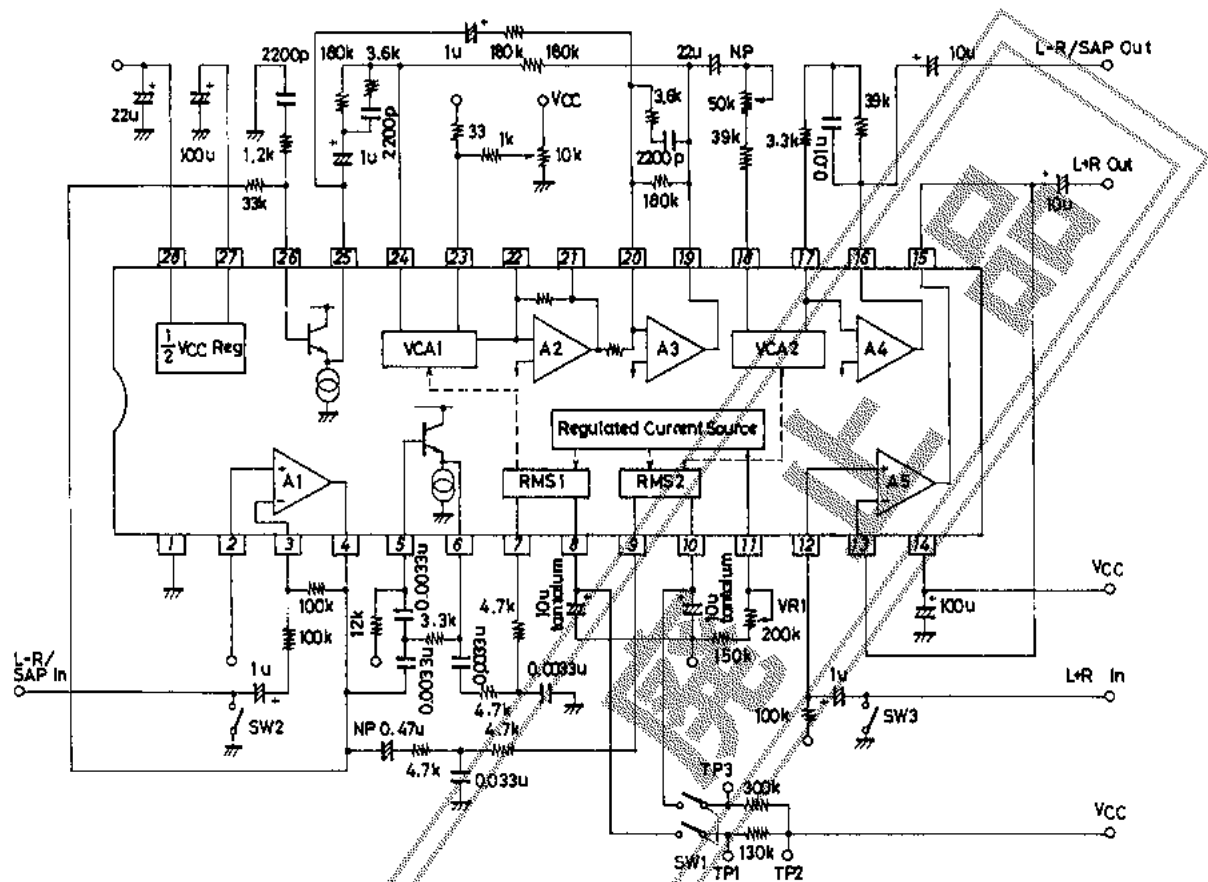 L-R/SAP Out
10u
22u
NP
1u
180k
180k
180k
3.6k
180k
2200p
50k
3.6k
39k
39k
3.3k
0.01u
VCC
33
1k
10k
2200p
2200p
180k
22u
100u
1.2k
33k
1u
L+R Out
10u
28
27
26
25
24
23
22
21
20
19
18
17
16
15
1/2 VCC Reg
VCA1
A2
A3
VCA2
A4
Regulated Current Source
A1
+
−
RMS1
RMS2
A5
+
−
1
2
3
4
5
6
7
8
9
10
11
12
13
14
100k
100k
12k
0.0033u
3.3k
0.0033u
0.0033u
4.7k
4.7k
0.0033u
10u tantalum
10u tantalum
VR1
200k
150k
100u
VCC
L-R/
SAP In
1u
SW2
100k
1u
L+R In
SW3
NP 0.47u
4.7k
4.7k
0.033u
TP3
300k
VCC
SW1
130k
TP1
TP2